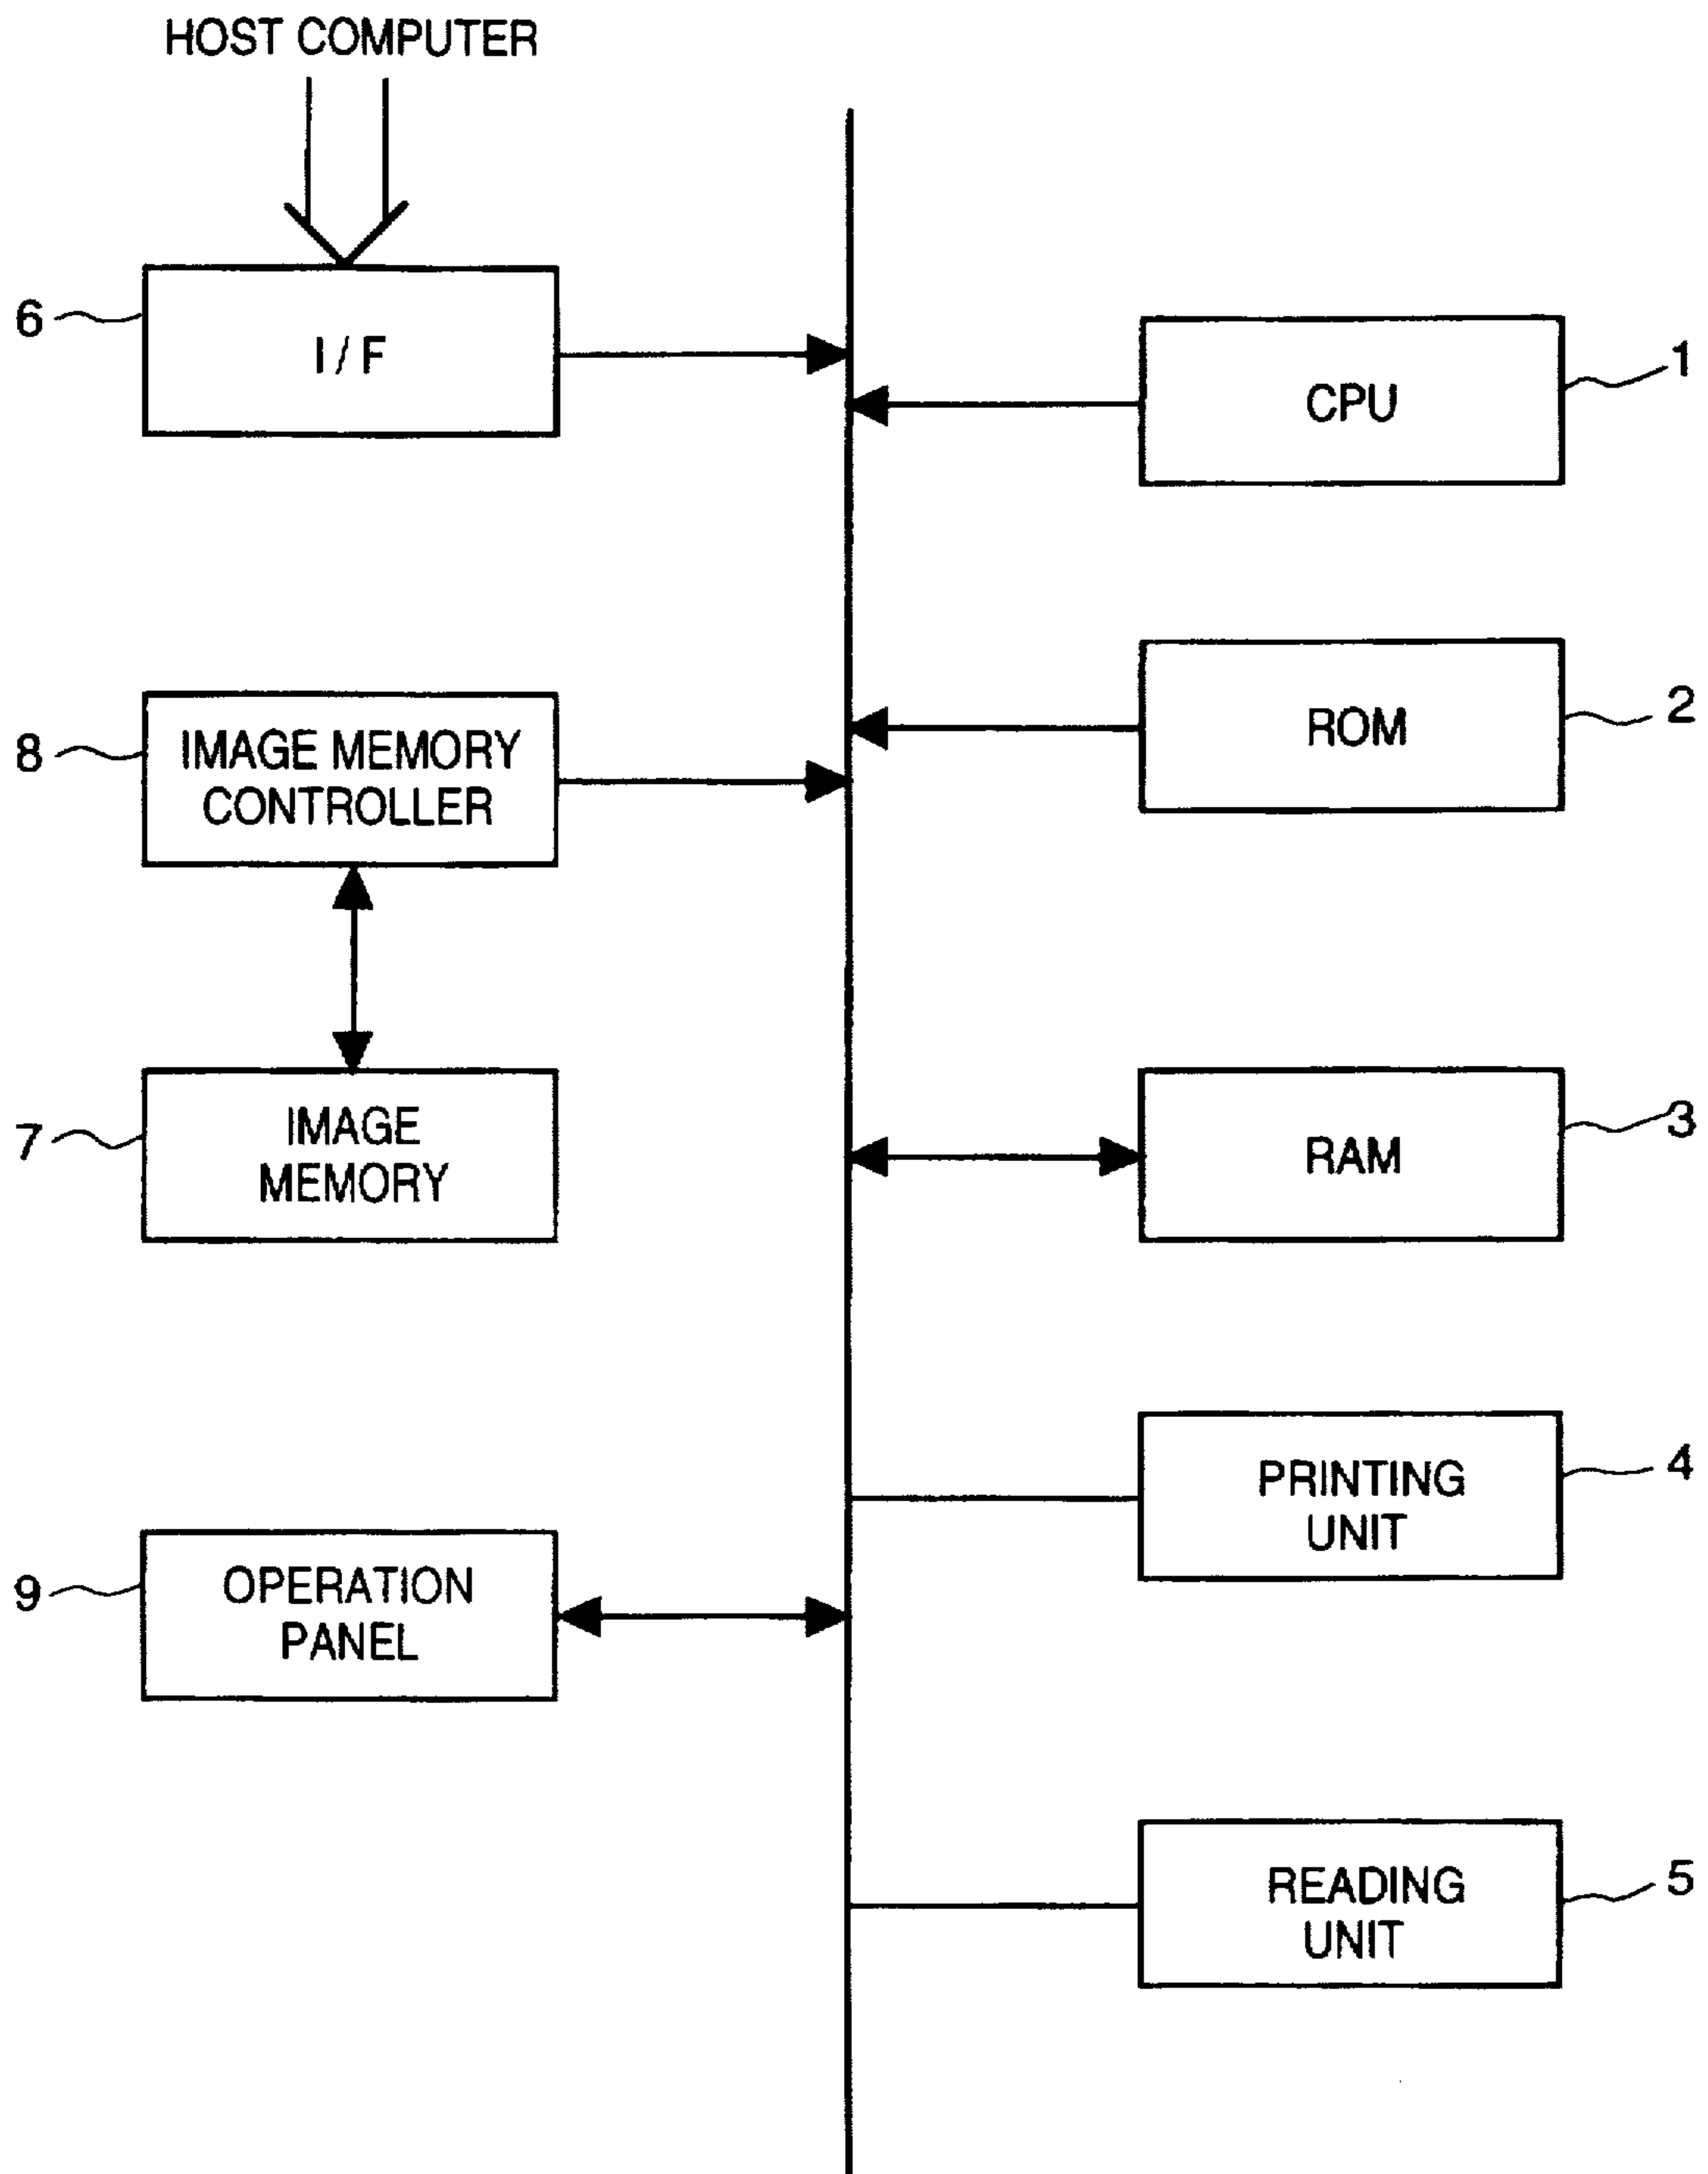 HOST COMPUTER
6
I / F
1
CPU
2
ROM
8
IMAGE MEMORY
CONTROLLER
7
IMAGE
MEMORY
3
RAM
4
PRINTING
UNIT
9
OPERATION
PANEL
5
READING
UNIT